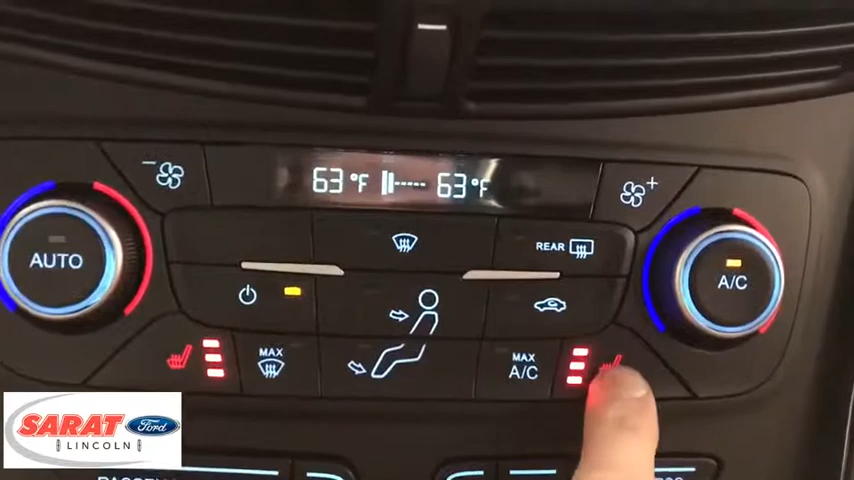 63°F 63°F
AUTO
REAR
A/C
MAX
MAX
A/C
SARAT
Ford
LINCOLN